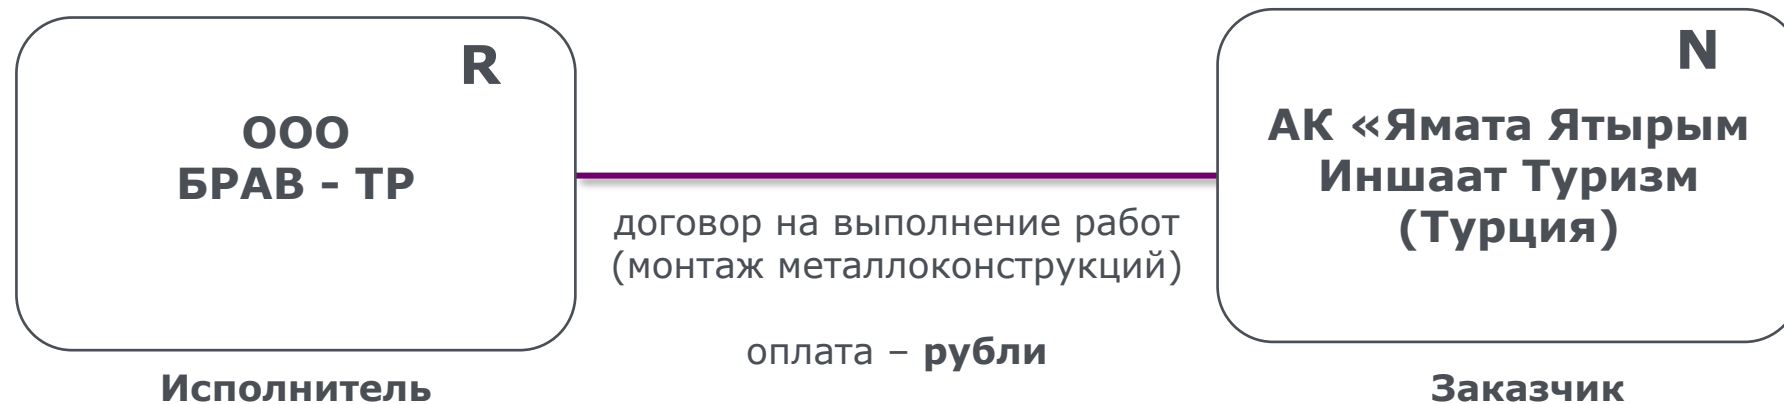 R
ООО
БРАВ - ТР
Исполнитель
договор на выполнение работ
(монтаж металлоконструкций)
оплата – рубли
N
АК «Ямата Ятырым
Иншаат Туризм
(Турция)
Заказчик